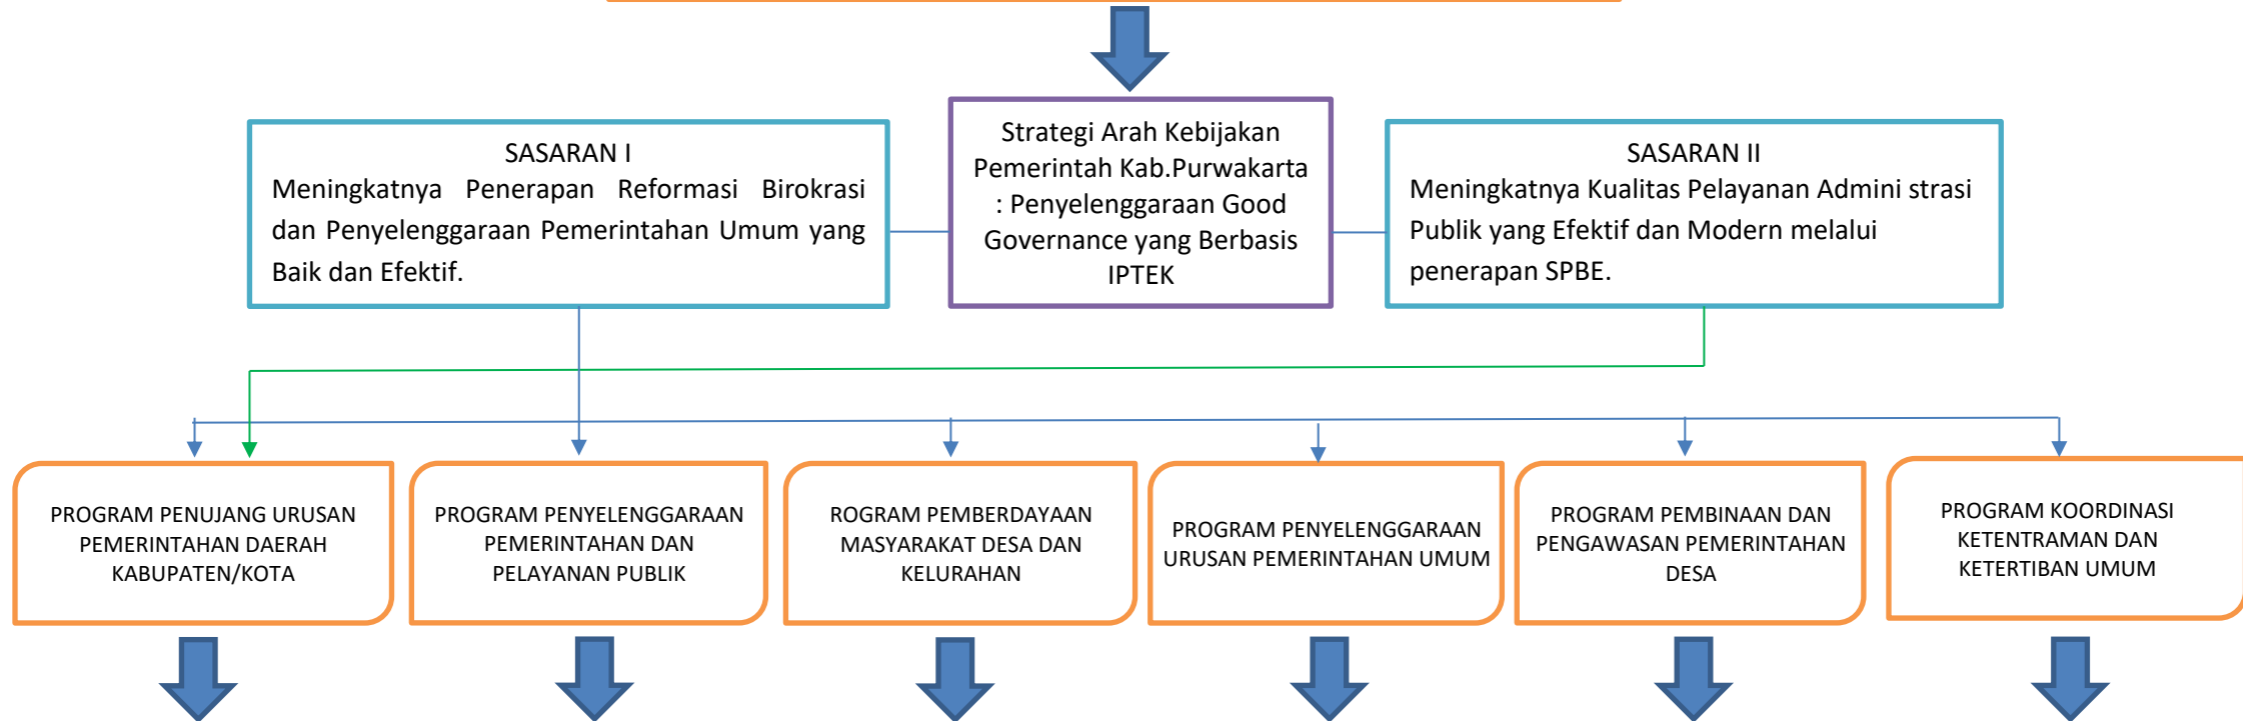 SASARAN I
Meningkatnya Penerapan Reformasi Birokrasi
dan Penyelenggaraan Pemerintahan Umum yang
Baik dan Efektif.
Strategi Arah Kebijakan
Pemerintah Kab.Purwakarta
: Penyelenggaraan Good
Governance yang Berbasis
IPTEK
SASARAN II
Meningkatnya Kualitas Pelayanan Admini strasi
Publik yang Efektif dan Modern melalui
penerapan SPBE.
PROGRAM PENUJANG URUSAN
PEMERINTAHAN DAERAH
KABUPATEN/KOTA
PROGRAM PENYELENGGARAAN
PEMERINTAHAN DAN
PELAYANAN PUBLIK
ROGRAM PEMBERDAYAAN
MASYARAKAT DESA DAN
KELURAHAN
PROGRAM PENYELENGGARAAN
URUSAN PEMERINTAHAN UMUM
PROGRAM PEMBINAAN DAN
PENGAWASAN PEMERINTAHAN
DESA
PROGRAM KOORDINASI
KETENTRAMAN DAN
KETERTIBAN UMUM